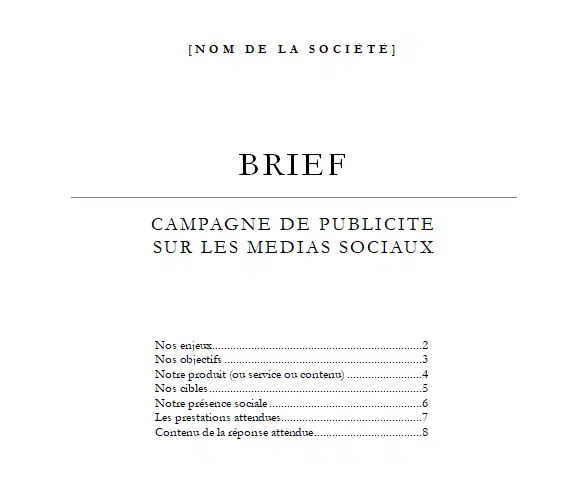 [NOM DE LA SOCIÉTÉ]
BRIEF
CAMPAGNE DE PUBLICITE
SUR LES MEDIAS SOCIAUX
Nos enjeux.......................................................................2
Nos objectifs...................................................................3
Notre produit (ou service ou contenu) .........................4
Nos cibles........................................................................5
Notre présence sociale....................................................6
Les prestations attendues................................................7
Contenu de la réponse attendue.....................................8